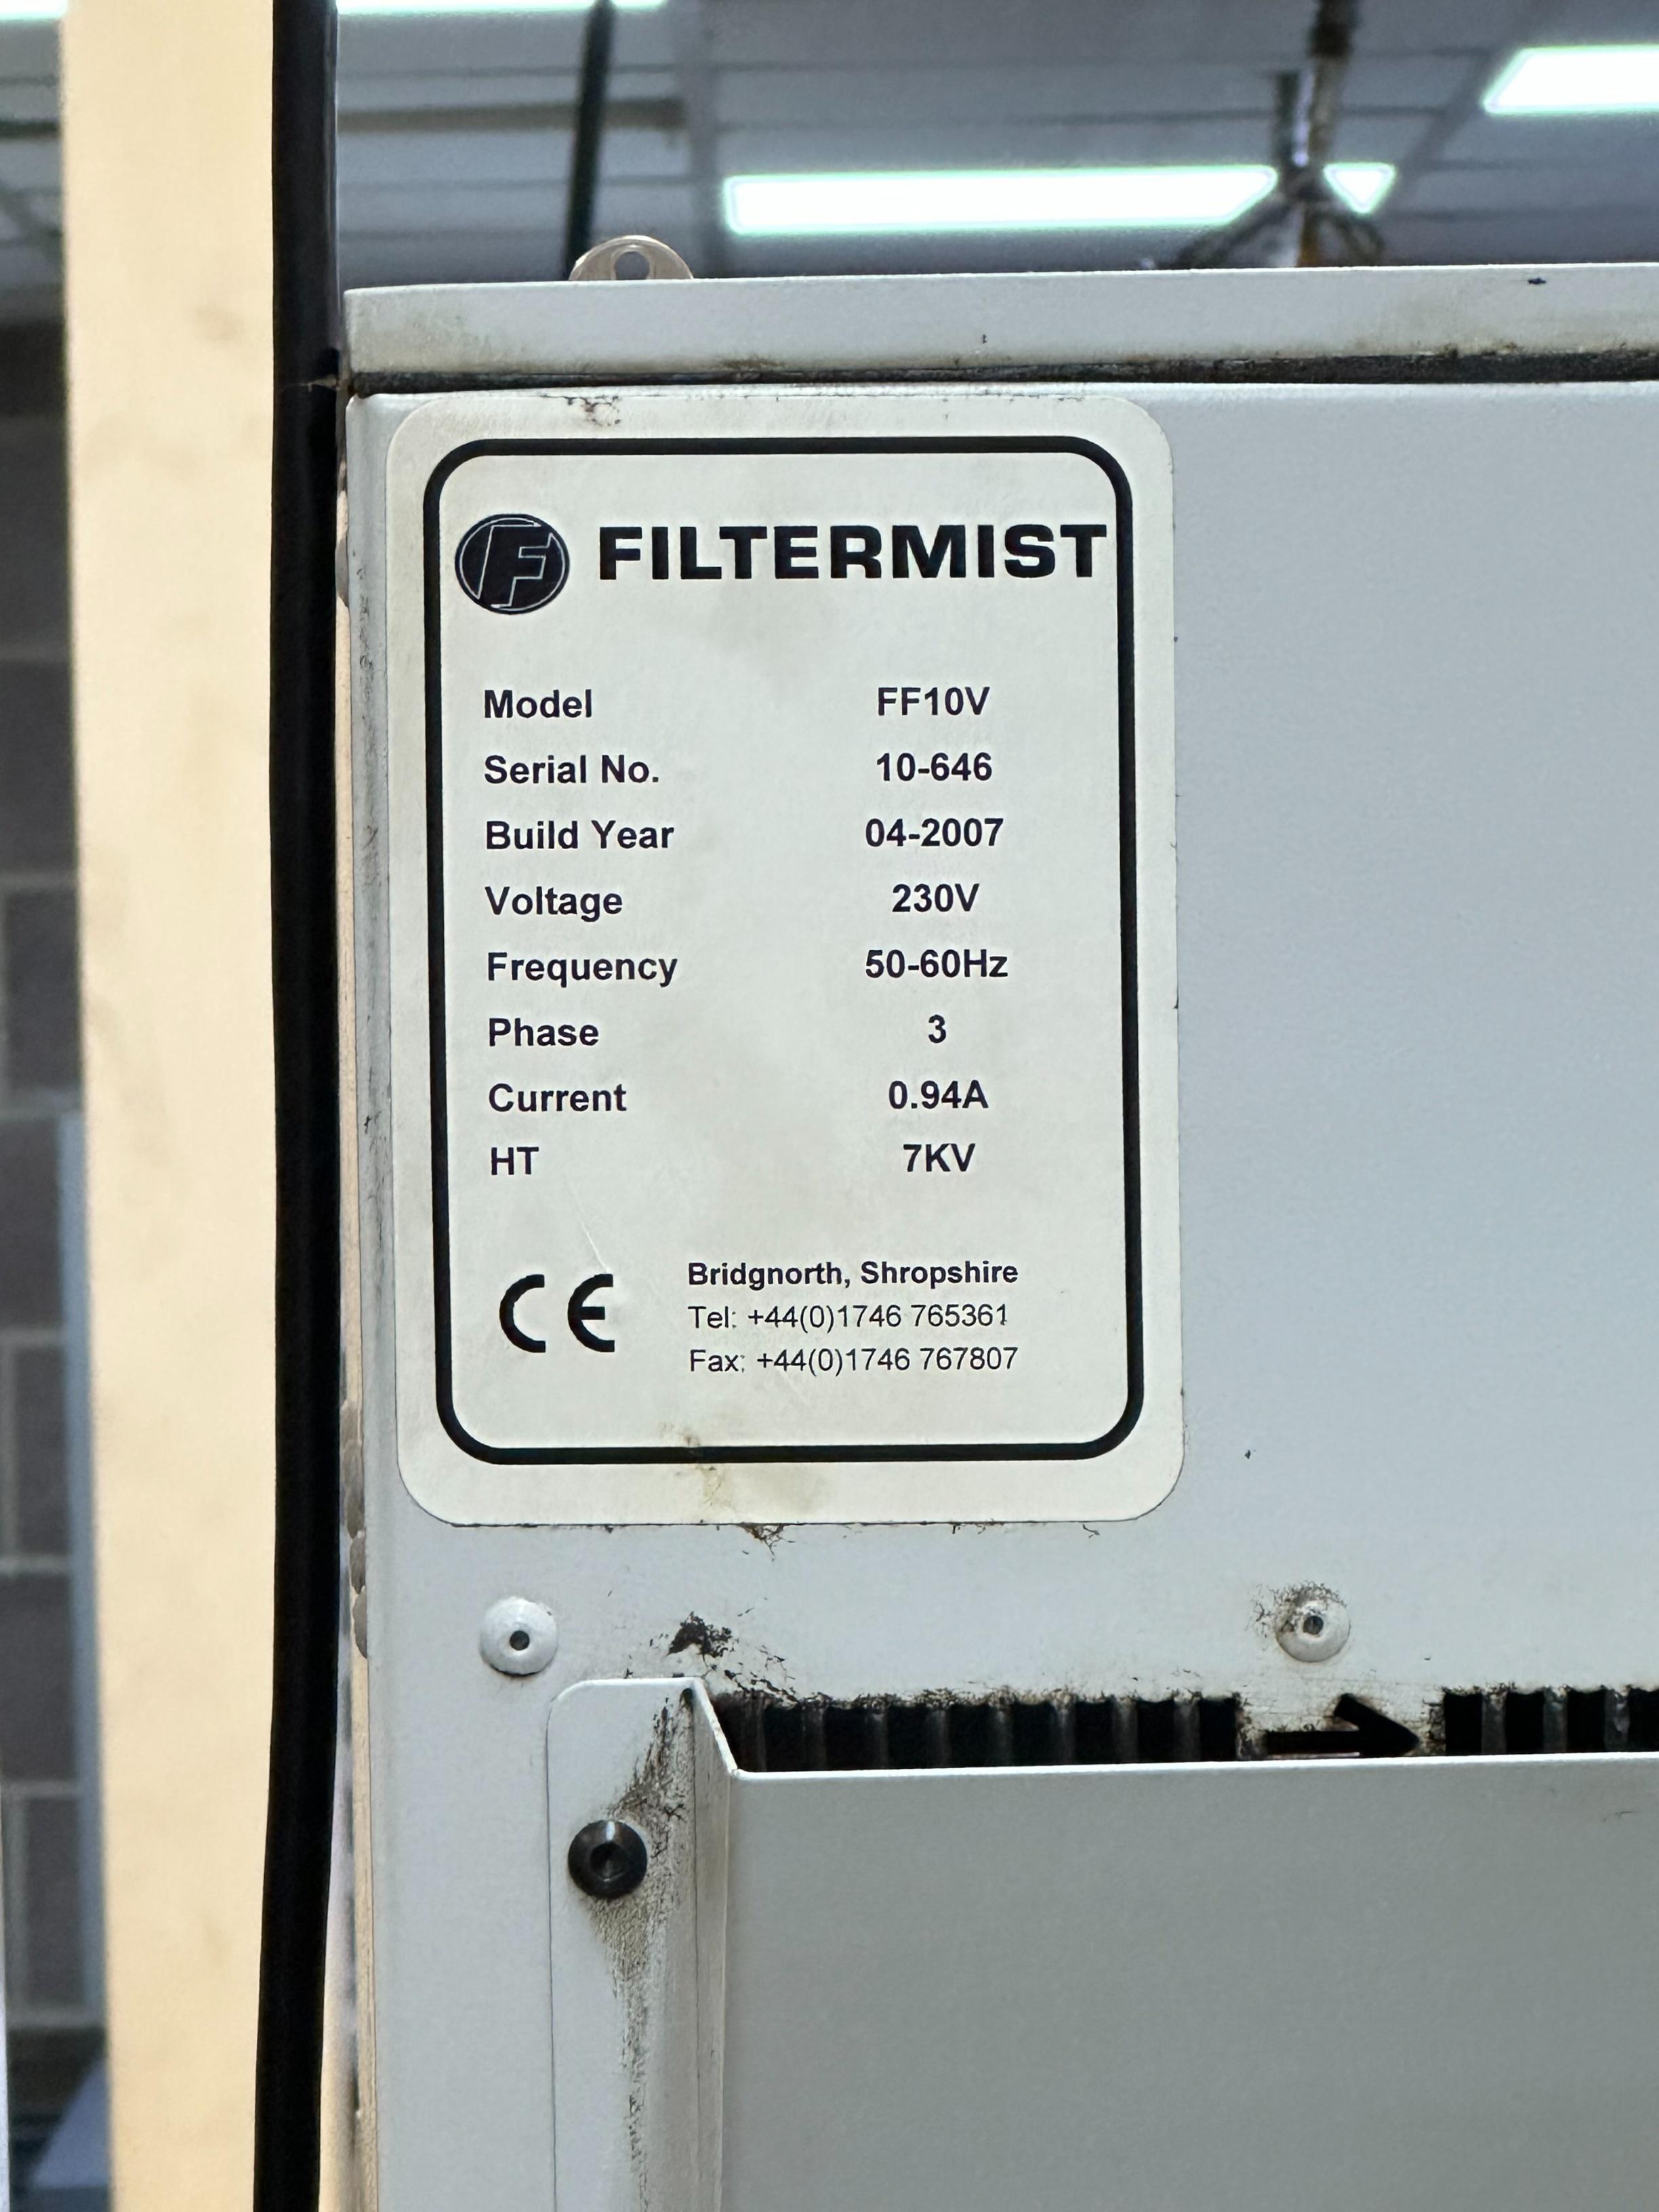 F FILTERMIST
Model FF10V
Serial No. 10-646
Build Year 04-2007
Voltage 230V
Frequency 50-60Hz
Phase 3
Current 0.94A
HT 7KV
CE
Bridgnorth, Shropshire
Tel: +44(0)1746 765361
Fax: +44(0)1746 767807